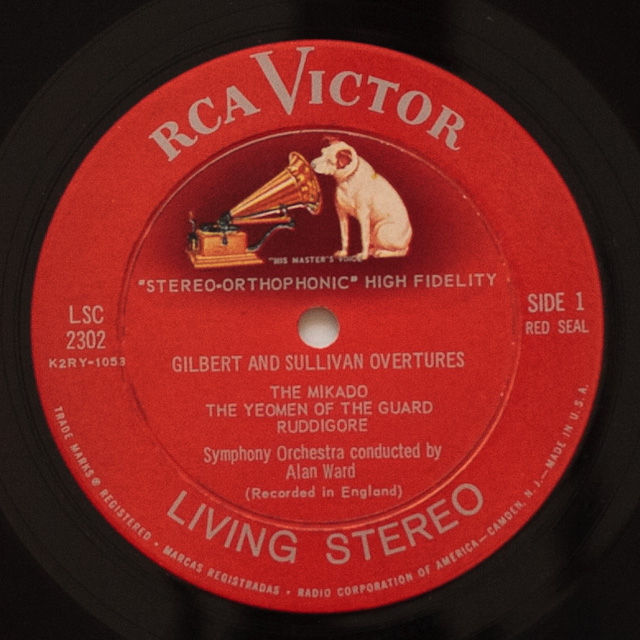 RCA VICTOR
"HIS MASTER'S VOICE"
"STEREO-ORTHOPHONIC" HIGH FIDELITY
LSC
2302
K2RY-1053
SIDE 1
RED SEAL
GILBERT AND SULLIVAN OVERTURES
THE MIKADO
THE YEOMEN OF THE GUARD
RUDDIGORE
Symphony Orchestra conducted by
Alan Ward
(Recorded in England)
LIVING STEREO
TRADE MARKS ® REGISTERED • MARCAS REGISTRADAS • RADIO CORPORATION OF AMERICA—CAMDEN, N. J.—MADE IN U. S. A.